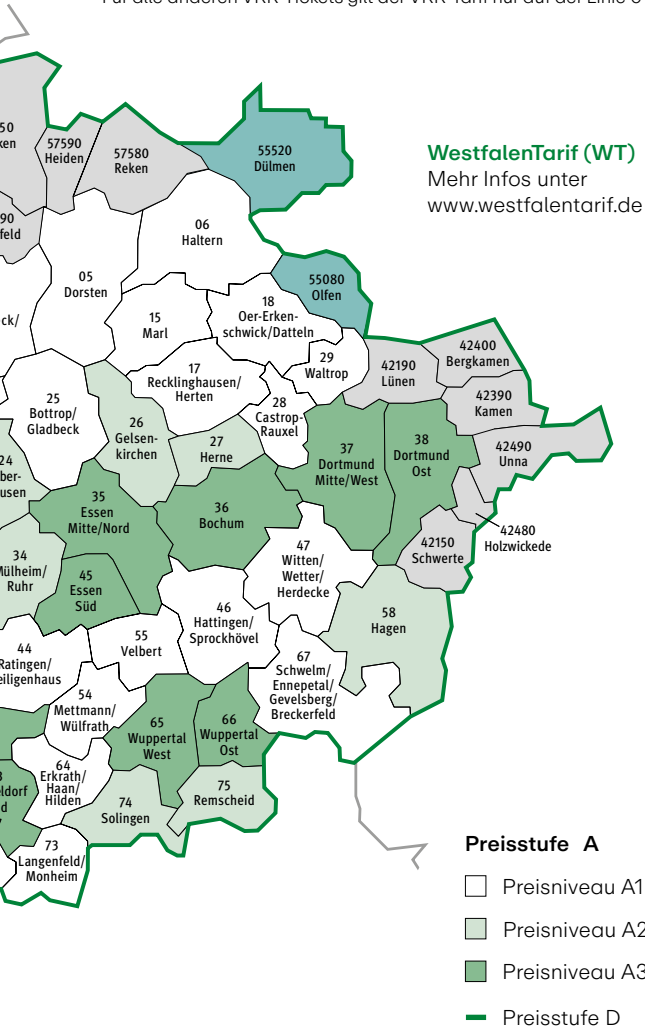 57590
Heiden
57580
Reken
55520
Dülmen
WestfalenTarif (WT)
Mehr Infos unter
www.westfalentarif.de
06
Haltern
05
Dorsten
55080
Olfen
15
Marl
18
Oer-Erken-
schwick/Datteln
29
Waltrop
42190
Lünen
42400
Bergkamen
42390
Kamen
17
Recklinghausen/
Herten
25
Bottrop/
Gladbeck
26
Gelsen-
kirchen
28
Castrop-
Rauxel
27
Herne
37
Dortmund
Mitte/West
38
Dortmund
Ost
42490
Unna
35
Essen
Mitte/Nord
36
Bochum
42480
Holzwickede
42150
Schwerte
34
Mülheim/
Ruhr
45
Essen
Süd
47
Witten/
Wetter/
Herdecke
46
Hattingen/
Sprockhövel
58
Hagen
44
Ratingen/
55
Velbert
67
Schwelm/
Ennepetal/
Gevelsberg/
Breckerfeld
54
Mettmann/
Wülfrath
65
Wuppertal
West
66
Wuppertal
Ost
64
Erkrath/
Haan/
Hilden
74
Solingen
75
Remscheid
73
Langenfeld/
Monheim
Preisstufe A
Preisniveau A1
Preisniveau A2
Preisniveau A3
Preisstufe D